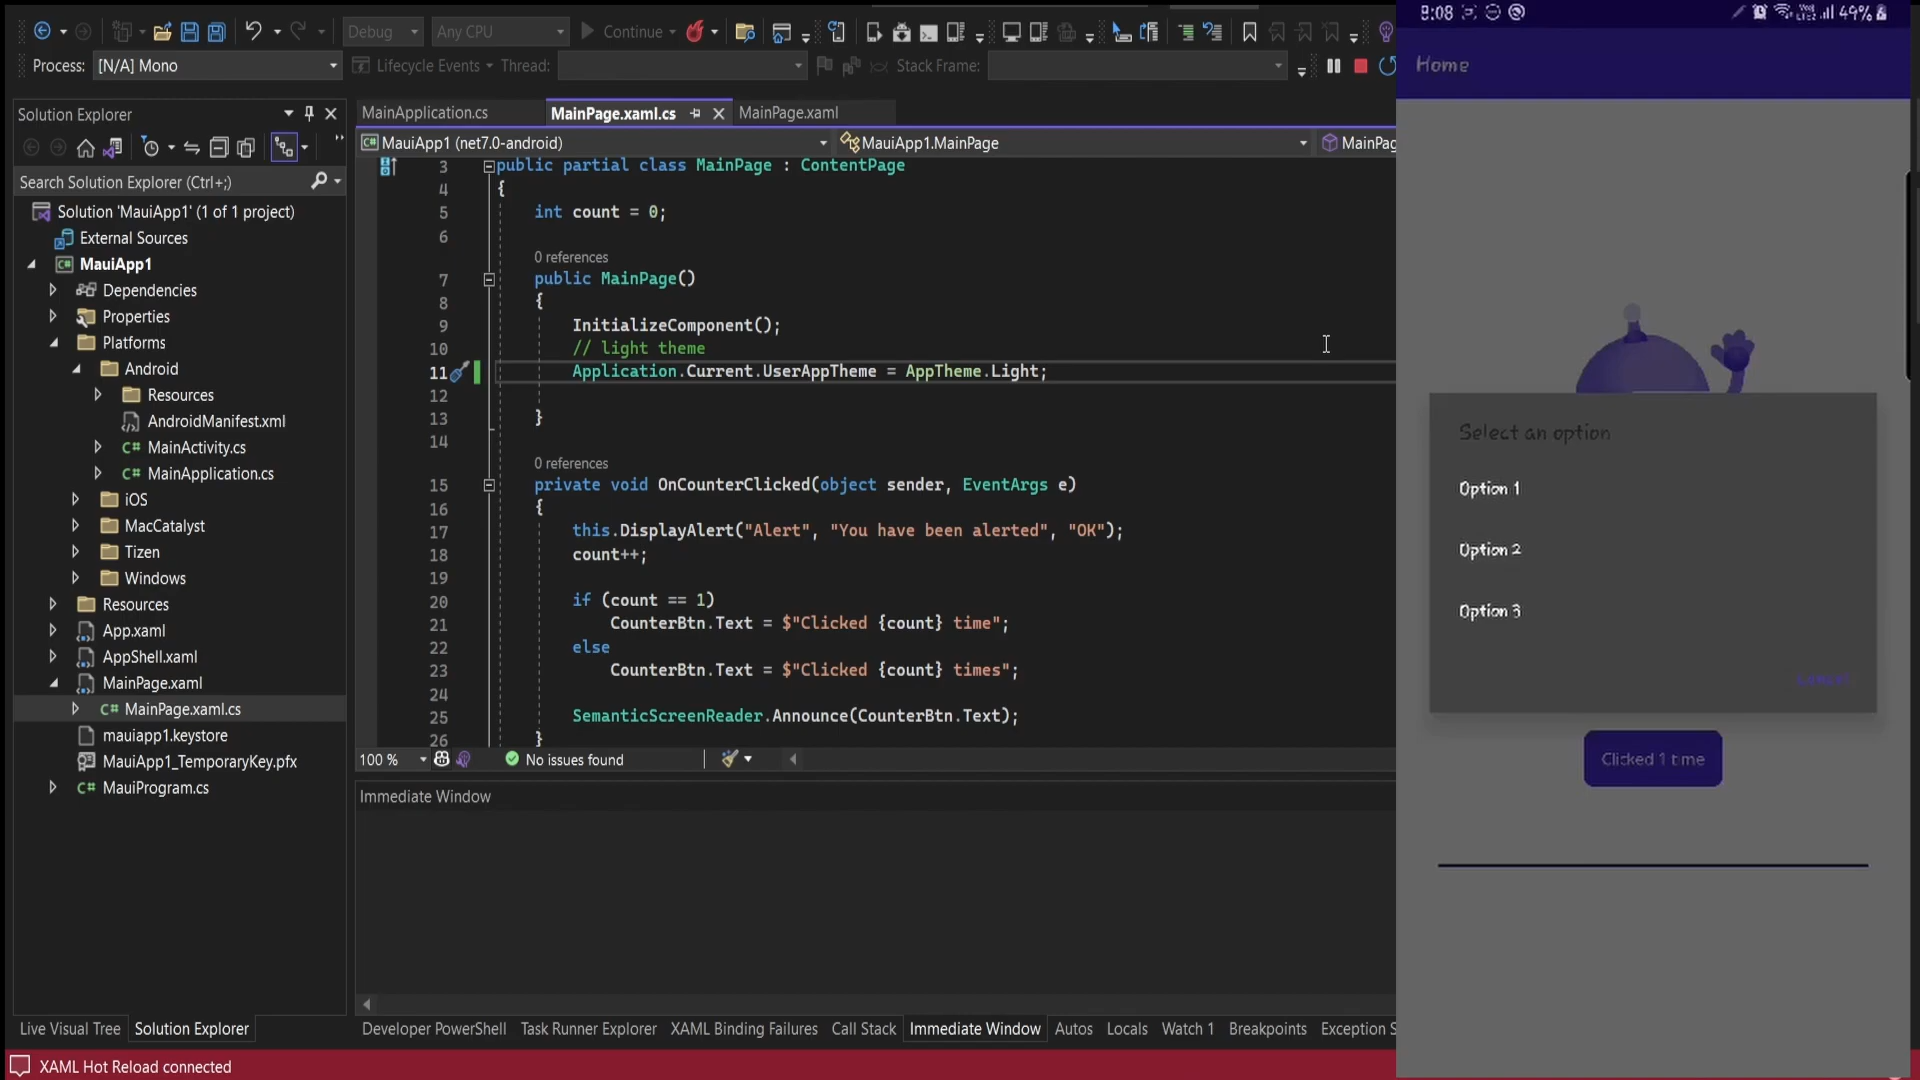 Debug
Any CPU
Continue
Process:
[N/A] Mono
Lifecycle Events
Thread:
Stack Frame:
Solution Explorer
Search Solution Explorer (Ctrl+;)
Solution 'MauiApp1' (1 of 1 project)
External Sources
C# MauiApp1
Dependencies
Properties
Platforms
Android
Resources
AndroidManifest.xml
C# MainActivity.cs
C# MainApplication.cs
iOS
MacCatalyst
Tizen
Windows
Resources
App.xaml
AppShell.xaml
MainPage.xaml
C# MainPage.xaml.cs
mauiapp1.keystore
MauiApp1_TemporaryKey.pfx
C# MauiProgram.cs
Live Visual Tree
Solution Explorer
MainApplication.cs
MainPage.xaml.cs
MainPage.xaml
C# MauiApp1 (net7.0-android)
MauiApp1.MainPage
MainPag
3 public partial class MainPage : ContentPage
4 {
5 int count = 0;
6
0 references
7 public MainPage()
8 {
9 InitializeComponent();
10 // light theme
11 Application.Current.UserAppTheme = AppTheme.Light;
12
13 }
14
0 references
15 private void OnCounterClicked(object sender, EventArgs e)
16 {
17 this.DisplayAlert("Alert", "You have been alerted", "OK");
18 count++;
19
20 if (count == 1)
21 CounterBtn.Text = $"Clicked {count} time";
22 else
23 CounterBtn.Text = $"Clicked {count} times";
24
25 SemanticScreenReader.Announce(CounterBtn.Text);
26 }
100 %
No issues found
Immediate Window
Developer PowerShell
Task Runner Explorer
XAML Binding Failures
Call Stack
Immediate Window
Autos
Locals
Watch 1
Breakpoints
Exception S
XAML Hot Reload connected
9:08
49%
Home
Select an option
Option 1
Option 2
Option 3
Clicked 1 time